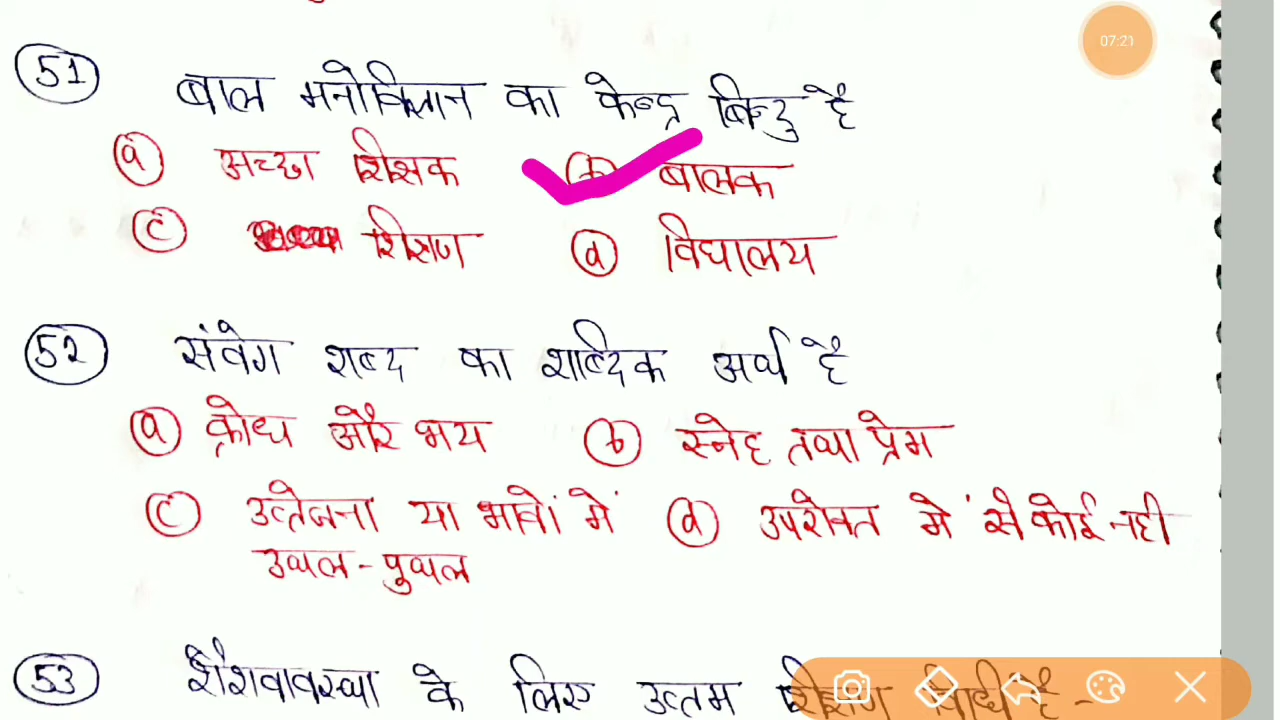 07:21
51 बाल मनोविज्ञान का केन्द्र बिन्दु है
a अच्छा शिक्षक b बालक
c शिक्षण d विद्यालय
52 संवेग शब्द का शाब्दिक अर्थ है
a क्रोध और भय b स्नेह तथा प्रेम
c उत्तेजना या भावों में d उपरोक्त में से कोई नही
उथल-पुथल
53 शैशवावस्था के लिए उत्तम शिक्षण विधि है-